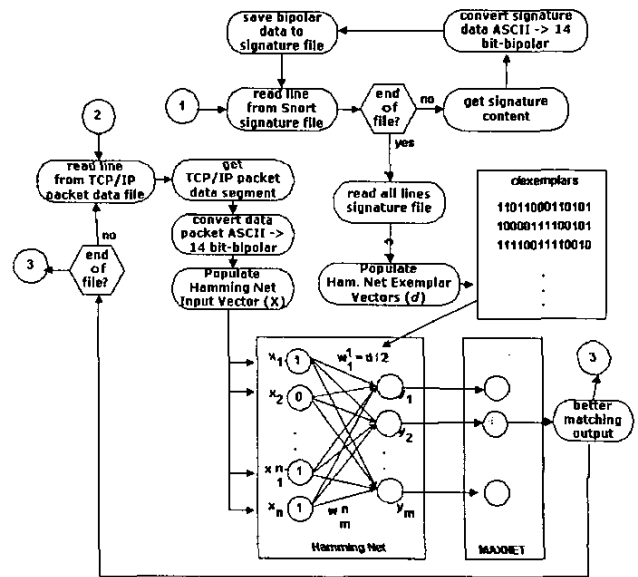 save bipolar
data to
signature file
convert signature
data ASCII -> 14
bit-bipolar
1
read line
from Snort
signature file
end
of
file?
no
get signature
content
yes
2
read line
from TCP/IP
packet data file
get
TCP/IP packet
data segment
read all lines
signature file
dexemplars
11011000110101
10000111100101
11110011110010
.
.
.
convert data
packet ASCII -> 14
bit-bipolar
no
3
end
of
file?
Populate
Hamming Net
Input Vector (X)
Populate
Ham. Net Exemplar
Vectors (d)
x1
1
w11 = d/2
y1
x2
0
y2
xn1
1
xn
1
wnm
ym
Hamming Net
MAXNET
3
better
matching
output